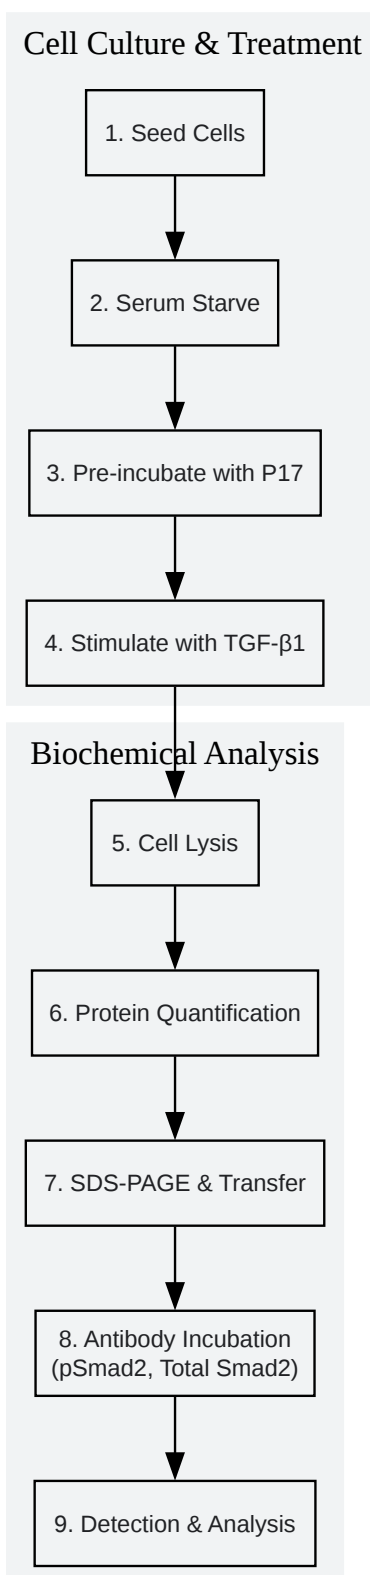 Cell Culture & Treatment
1. Seed Cells
2. Serum Starve
3. Pre-incubate with P17
4. Stimulate with TGF-β1
Biochemical Analysis
5. Cell Lysis
6. Protein Quantification
7. SDS-PAGE & Transfer
8. Antibody Incubation
(pSmad2, Total Smad2)
9. Detection & Analysis